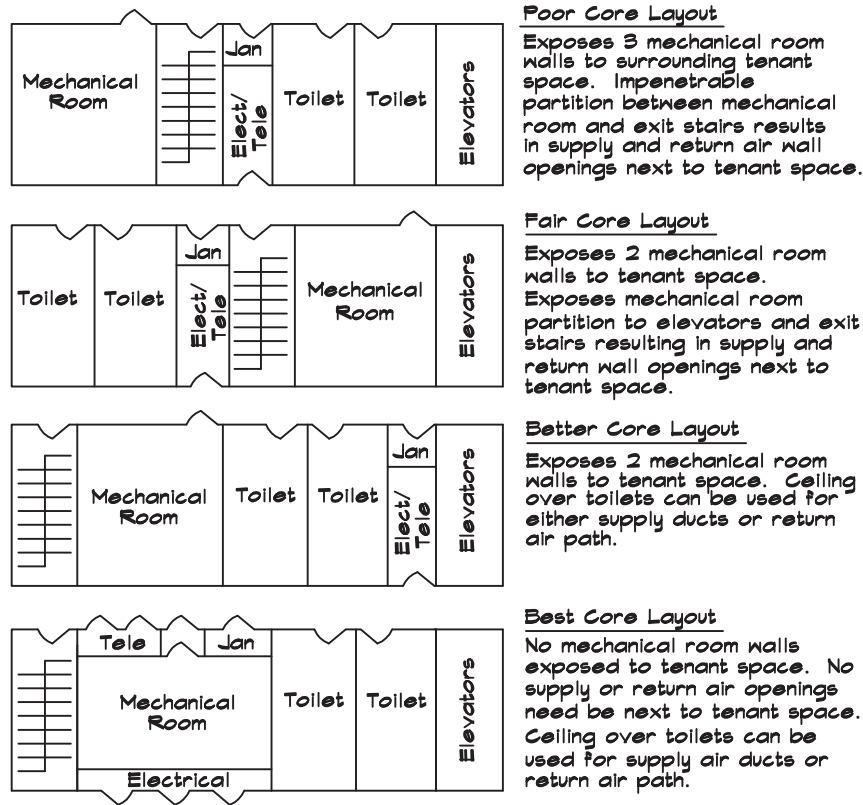 Poor Core Layout
Exposes 3 mechanical room
walls to surrounding tenant
space. Impenetrable
partition between mechanical
room and exit stairs results
in supply and return air wall
openings next to tenant space.
Mechanical
Room
Jan
Elect/
Tele
Toilet
Toilet
Elevators
Fair Core Layout
Exposes 2 mechanical room
walls to tenant space.
Exposes mechanical room
partition to elevators and exit
stairs resulting in supply and
return wall openings next to
tenant space.
Toilet
Toilet
Jan
Elect/
Tele
Mechanical
Room
Elevators
Better Core Layout
Exposes 2 mechanical room
walls to tenant space. Ceiling
over toilets can be used for
either supply ducts or return
air path.
Mechanical
Room
Toilet
Toilet
Jan
Elect/
Tele
Elevators
Best Core Layout
No mechanical room walls
exposed to tenant space. No
supply or return air openings
need be next to tenant space.
Ceiling over toilets can be
used for supply air ducts or
return air path.
Tele
Jan
Mechanical
Room
Electrical
Toilet
Toilet
Elevators